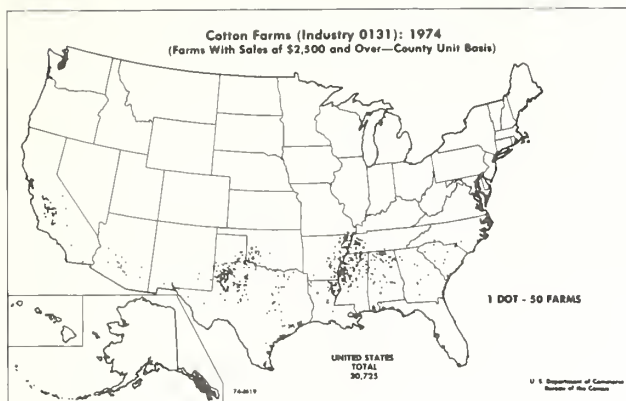 Cotton Farms (Industry 0131): 1974
(Farms With Sales of $2,500 and Over—County Unit Basis)
1 DOT - 50 FARMS
UNITED STATES
TOTAL
30,725
U S Department of Commerce
Bureau of the Census